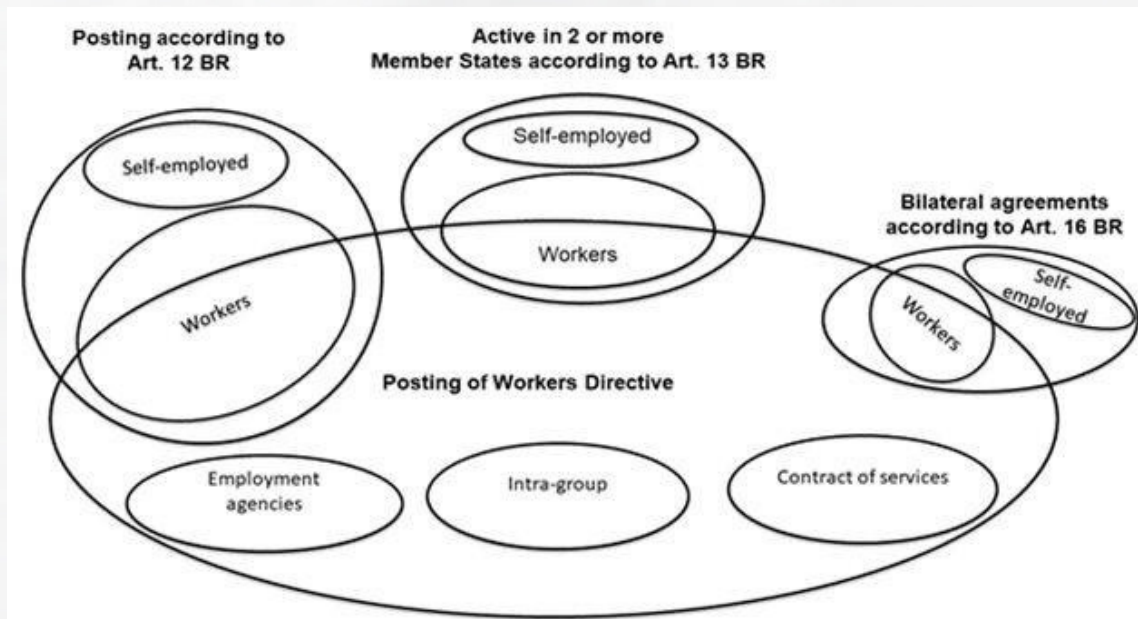 Posting according to
Art. 12 BR
Active in 2 or more
Member States according to Art. 13 BR
Self-employed
Self-employed
Bilateral agreements
according to Art. 16 BR
Workers
Workers
Workers
Self-
employed
Posting of Workers Directive
Employment
agencies
Intra-group
Contract of services